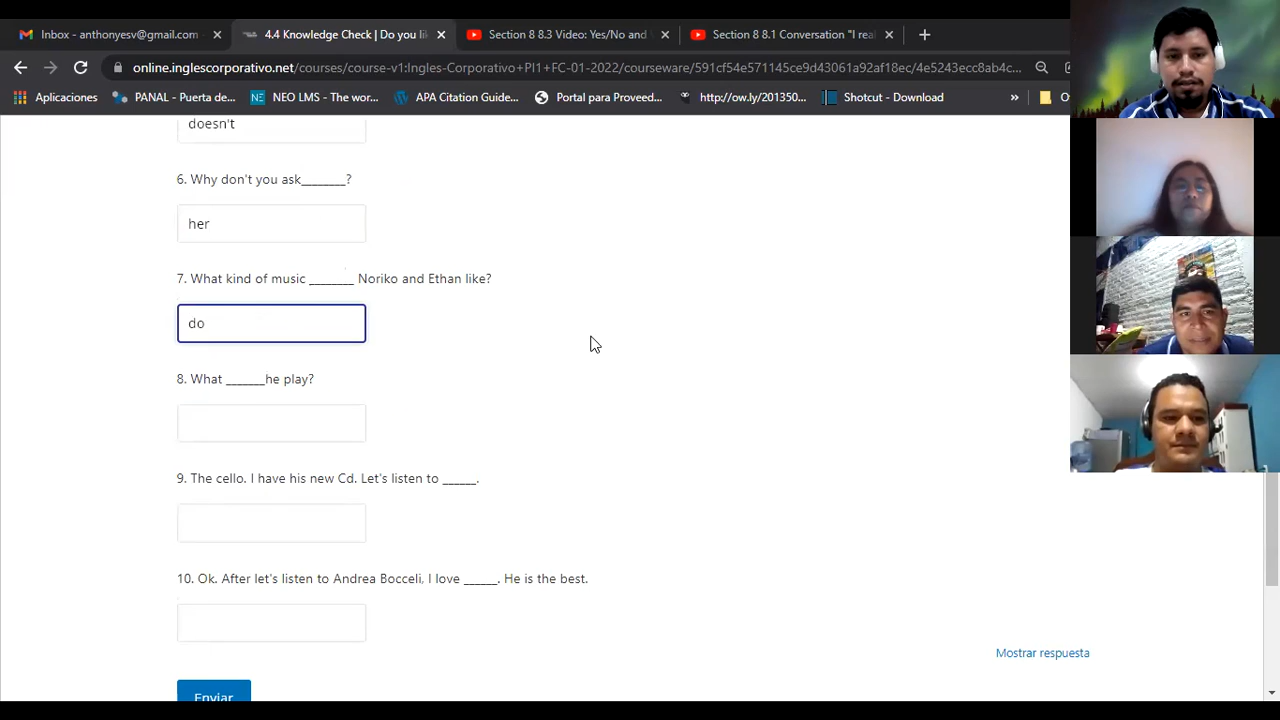 Inbox - anthonyesv@gmail.com
4.4 Knowledge Check | Do you li
Section 8 8.3 Video: Yes/No and
Section 8 8.1 Conversation "I rea
online.inglescorporativo.net/courses/course-v1:Ingles-Corpora + PI1+FC-01-2022/courseware/591cf54e571145ce9d43061a92af18ec/4e5243ecc8ab4c...
Aplicaciones
PANAL - Puerta de...
NEO LMS - The wor...
APA Citation Guide...
Portal para Proveed...
http://ow.ly/201350...
Shotcut - Download
»
doesn't
6. Why don't you ask________?
her
7. What kind of music ________ Noriko and Ethan like?
do
8. What _______he play?
9. The cello. I have his new Cd. Let's listen to ______.
10. Ok. After let's listen to Andrea Bocceli, I love ______. He is the best.
Mostrar respuesta
Enviar